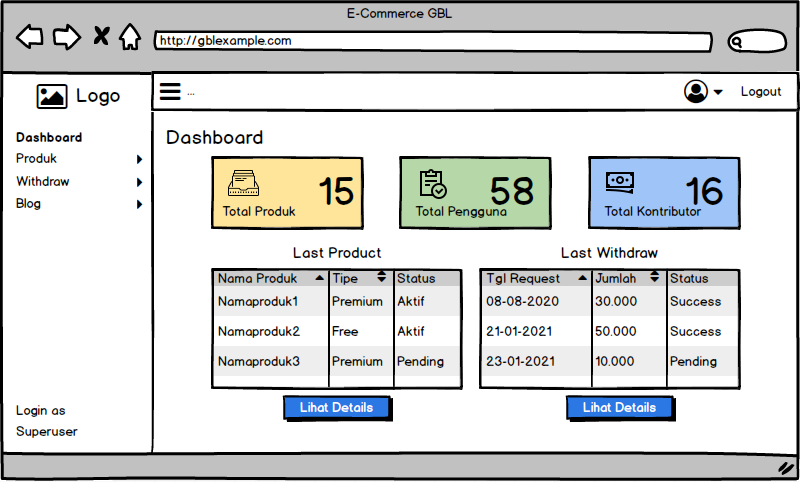 E-Commerce GBL
http://gblexample.com
Logo
...
Logout
Dashboard
Produk
Withdraw
Blog
Login as
Superuser
Dashboard
15
Total Produk
58
Total Pengguna
16
Total Kontributor
Last Product
Nama Produk Tipe Status
Namaproduk1 Premium Aktif
Namaproduk2 Free Aktif
Namaproduk3 Premium Pending
Lihat Details
Last Withdraw
Tgl Request Jumlah Status
08-08-2020 30.000 Success
21-01-2021 50.000 Success
23-01-2021 10.000 Pending
Lihat Details